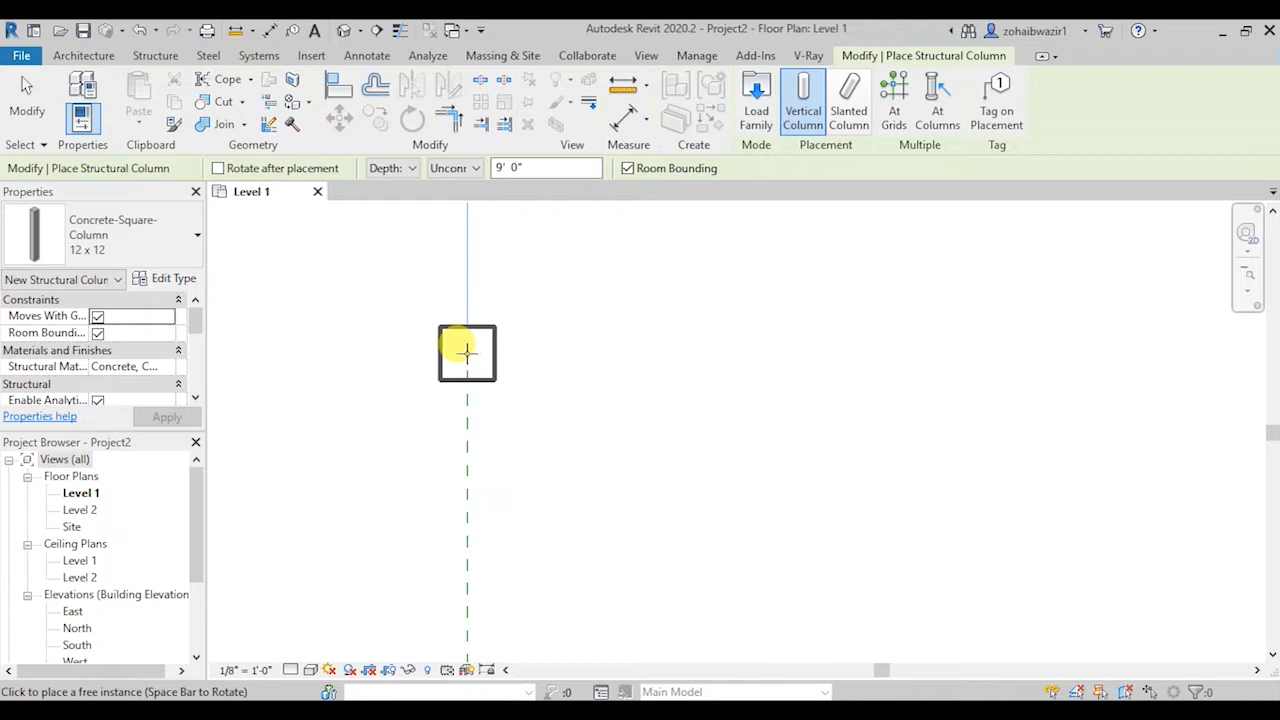 Autodesk Revit 2020.2 - Project2 - Floor Plan: Level 1
zohaibwazir1
File
Architecture
Structure
Steel
Systems
Insert
Annotate
Analyze
Massing & Site
Collaborate
View
Manage
Add-Ins
V-Ray
Modify | Place Structural Column
Modify
Paste
Cope
Cut
Join
Load Family
Vertical Column
Slanted Column
At Grids
At Columns
Tag on Placement
Select
Properties
Clipboard
Geometry
Modify
View
Measure
Create
Mode
Placement
Multiple
Tag
Modify | Place Structural Column
Rotate after placement
Depth:
Unconr
9' 0"
Room Bounding
Properties
Level 1
Concrete-Square-
Column
12 x 12
New Structural Colur
Edit Type
Constraints
Moves With G...
Room Boundi...
Materials and Finishes
Structural Mat...
Concrete, C...
Structural
Enable Analyti...
Properties help
Apply
Project Browser - Project2
Views (all)
Floor Plans
Level 1
Level 2
Site
Ceiling Plans
Level 1
Level 2
Elevations (Building Elevation
East
North
South
West
1/8" = 1'-0"
2D
Click to place a free instance (Space Bar to Rotate)
:0
Main Model
:0